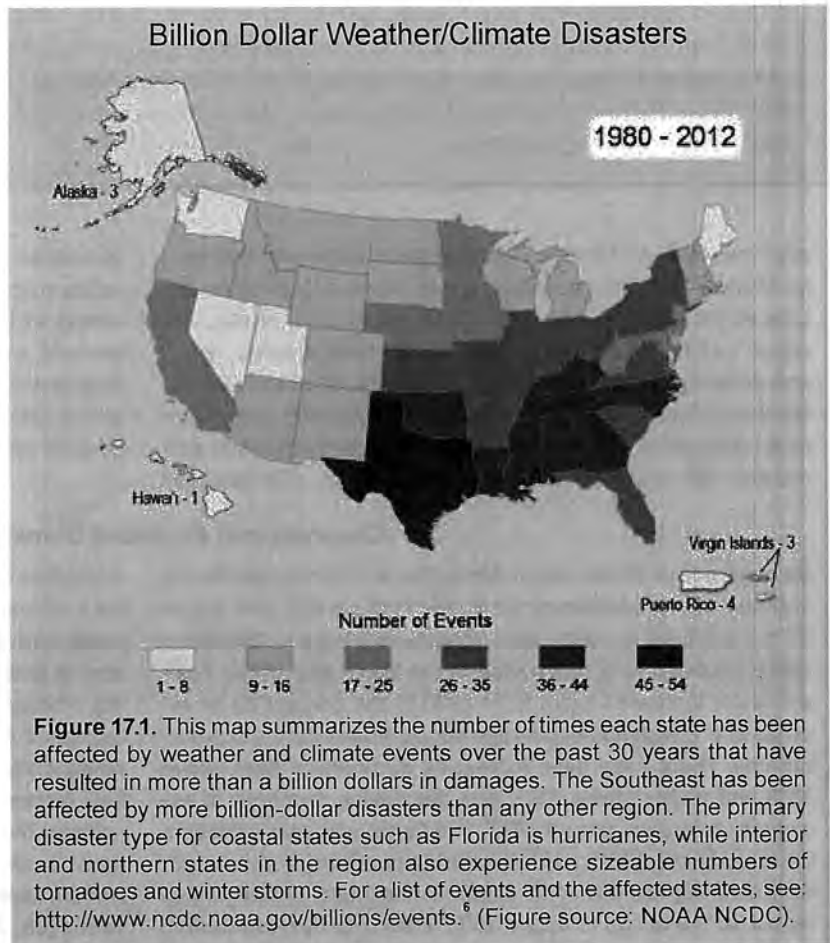 Billion Dollar Weather/Climate Disasters
1980 - 2012
Alaska - 3
Hawai'i - 1
Virgin Islands - 3
Puerto Rico - 4
Number of Events
1 - 8 9 - 16 17 - 25 26 - 35 36 - 44 45 - 54
Figure 17.1. This map summarizes the number of times each state has been
affected by weather and climate events over the past 30 years that have
resulted in more than a billion dollars in damages. The Southeast has been
affected by more billion-dollar disasters than any other region. The primary
disaster type for coastal states such as Florida is hurricanes, while interior
and northern states in the region also experience sizeable numbers of
tornadoes and winter storms. For a list of events and the affected states, see:
http://www.ncdc.noaa.gov/billions/events.⁶ (Figure source: NOAA NCDC).